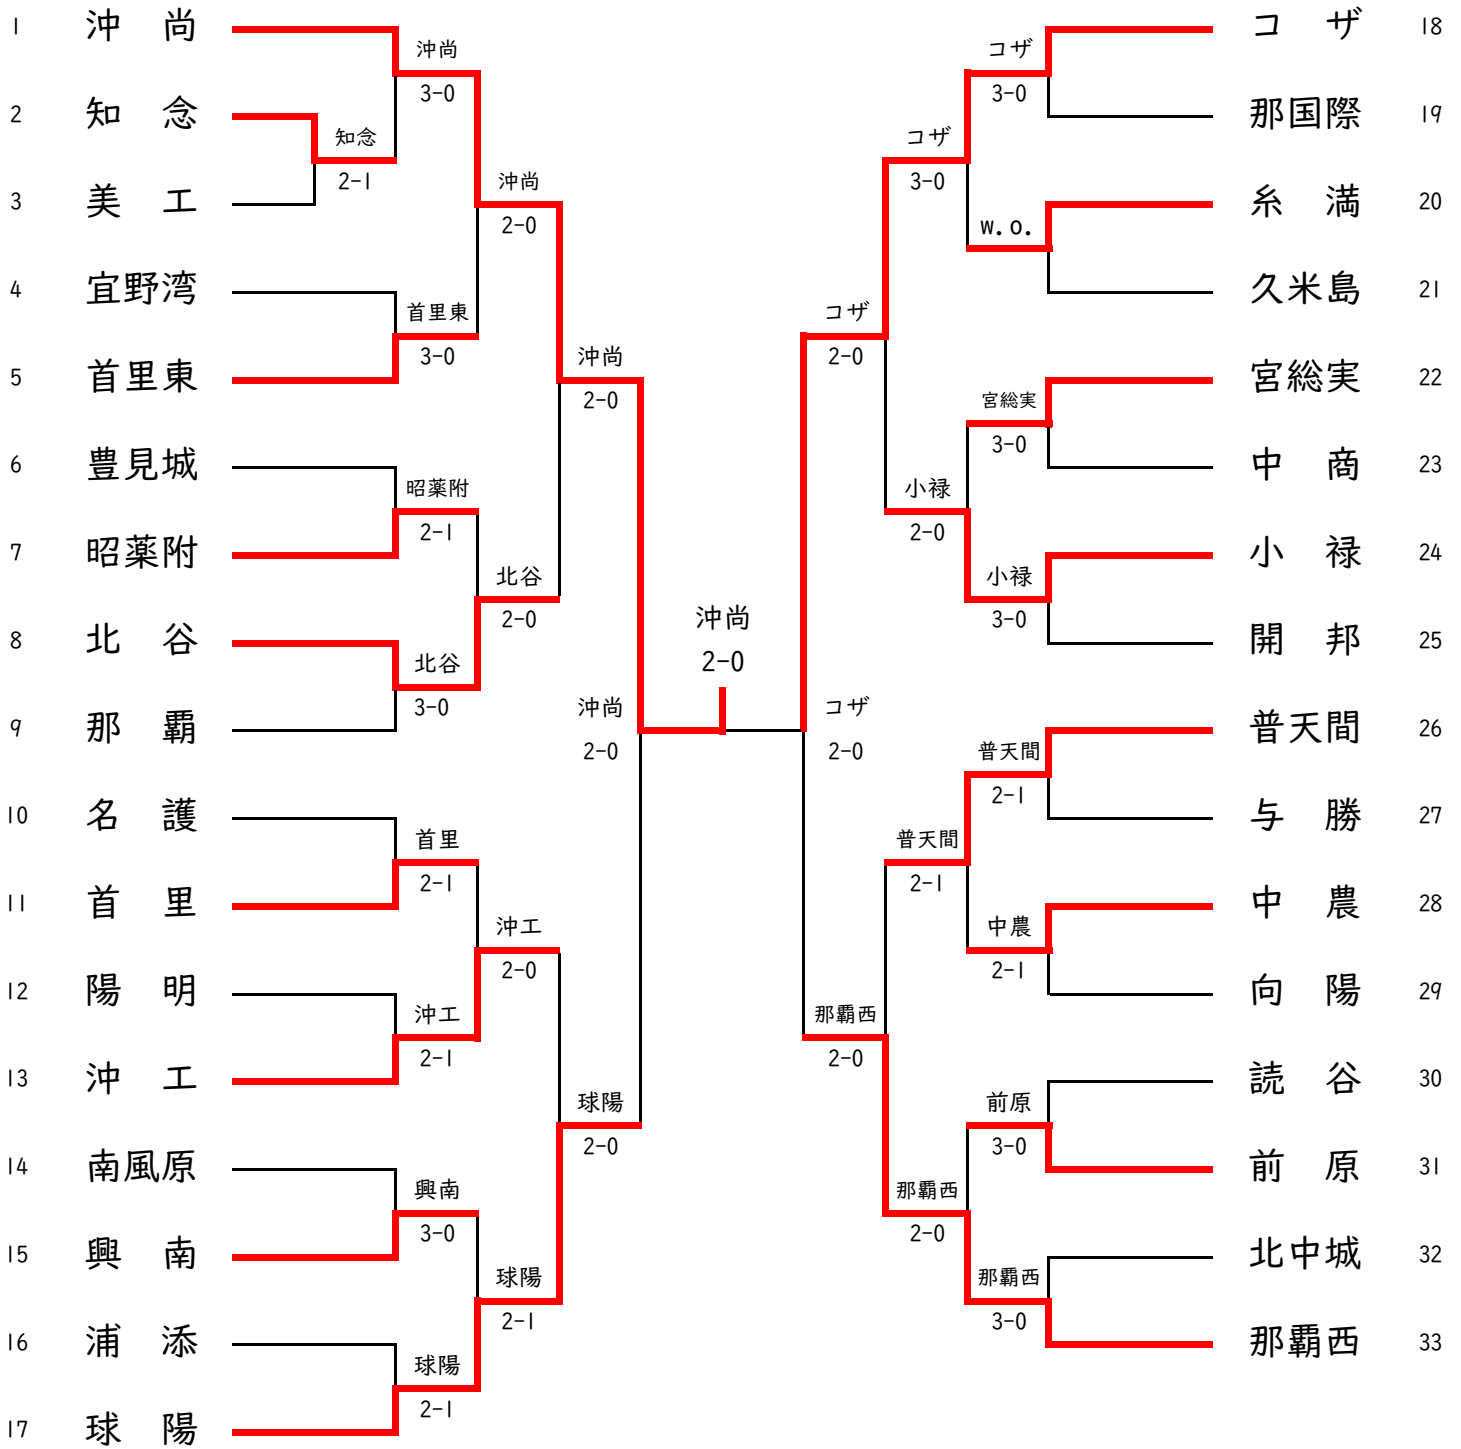 1 沖 尚
2 知 念
3 美 工
4 宜野湾
5 首里東
6 豊見城
7 昭薬附
8 北 谷
9 那 覇
10 名 護
11 首 里
12 陽 明
13 沖 工
14 南風原
15 興 南
16 浦 添
17 球 陽
知念
2-1
沖尚
3-0
首里東
3-0
昭薬附
2-1
北谷
3-0
首里
2-1
沖工
2-1
興南
3-0
球陽
2-1
沖尚
2-0
北谷
2-0
沖工
2-0
球陽
2-1
沖尚
2-0
球陽
2-0
沖尚
2-0
沖尚
2-0
コザ
2-0
コザ
2-0
那覇西
2-0
コザ
3-0
小禄
2-0
普天間
2-1
那覇西
2-0
コザ
3-0
W.O.
宮総実
3-0
小禄
3-0
普天間
2-1
中農
2-1
前原
3-0
那覇西
3-0
コ ザ 18
那国際 19
糸 満 20
久米島 21
宮総実 22
中 商 23
小 禄 24
開 邦 25
普天間 26
与 勝 27
中 農 28
向 陽 29
読 谷 30
前 原 31
北中城 32
那覇西 33